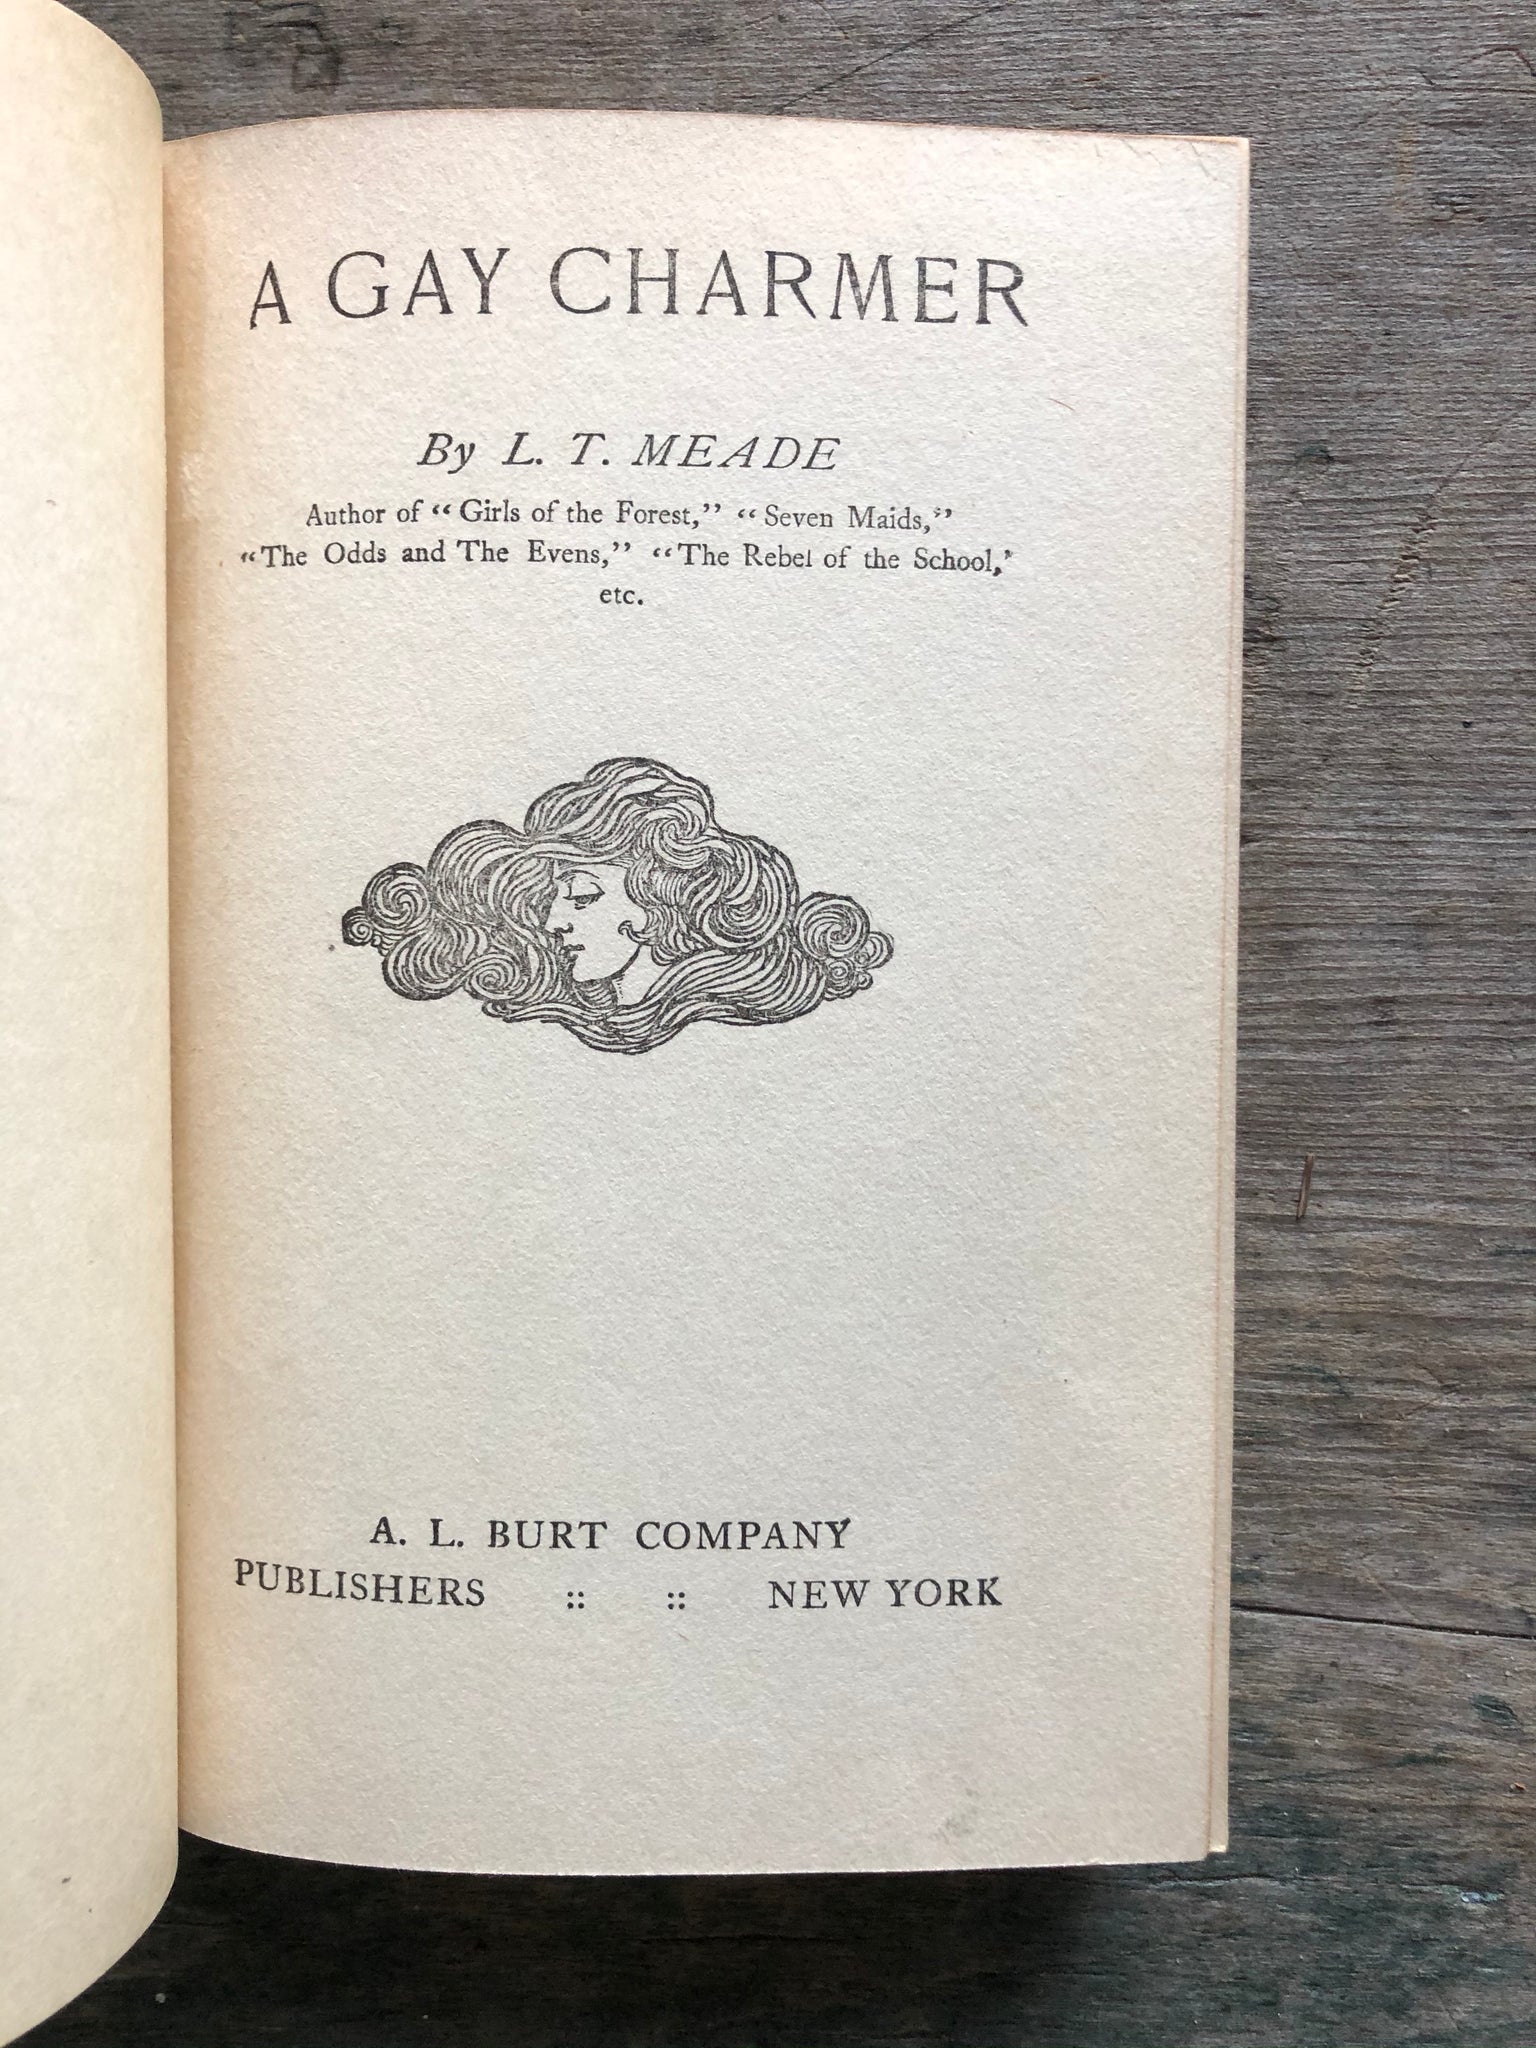 A GAY CHARMER
By L. T. MEADE
Author of "Girls of the Forest," "Seven Maids,"
"The Odds and The Evens," "The Rebel of the School,'
etc.
A. L. BURT COMPANY
PUBLISHERS :: :: NEW YORK